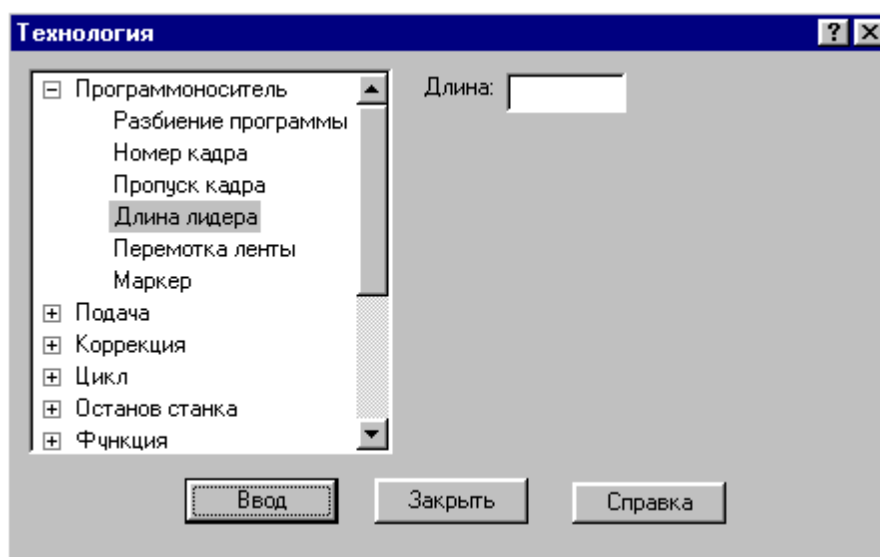 Технология
Программоноситель
Разбиение программы
Номер кадра
Пропуск кадра
Длина лидера
Перемотка ленты
Маркер
Подача
Коррекция
Цикл
Останов станка
Функция
Длина:
Ввод
Закрыть
Справка